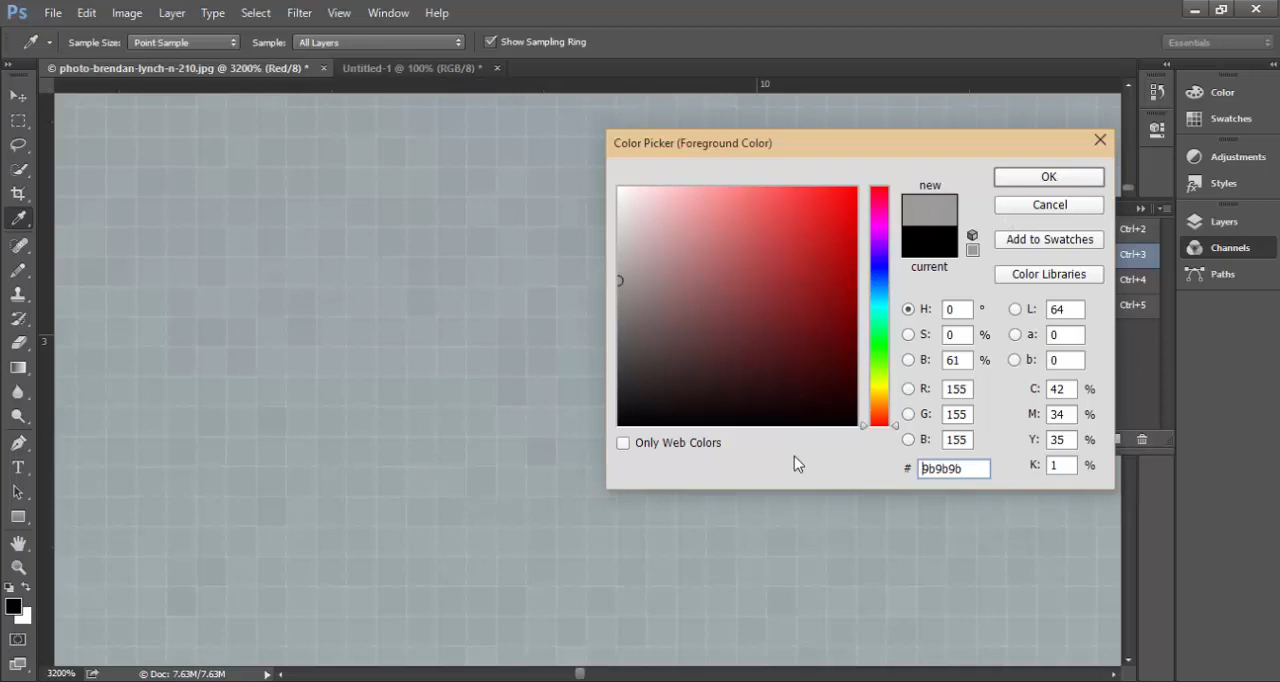 Ps File Edit Image Layer Type Select Filter View Window Help
Sample Size: Point Sample Sample: All Layers Show Sampling Ring Essentials
© photo-brendan-lynch-n-210.jpg @ 3200% (Red/8) * × Untitled-1 @ 100% (RGB/8) * ×
10
3
Color Picker (Foreground Color)
new
current
OK
Cancel
Add to Swatches
Color Libraries
H: 0 ° L: 64
S: 0 % a: 0
B: 61 % b: 0
R: 155 C: 42 %
G: 155 M: 34 %
B: 155 Y: 35 %
# 9b9b9b K: 1 %
Only Web Colors
Ctrl+2
Ctrl+3
Ctrl+4
Ctrl+5
Color
Swatches
Adjustments
Styles
Layers
Channels
Paths
3200% © Doc: 7.63M/7.63M